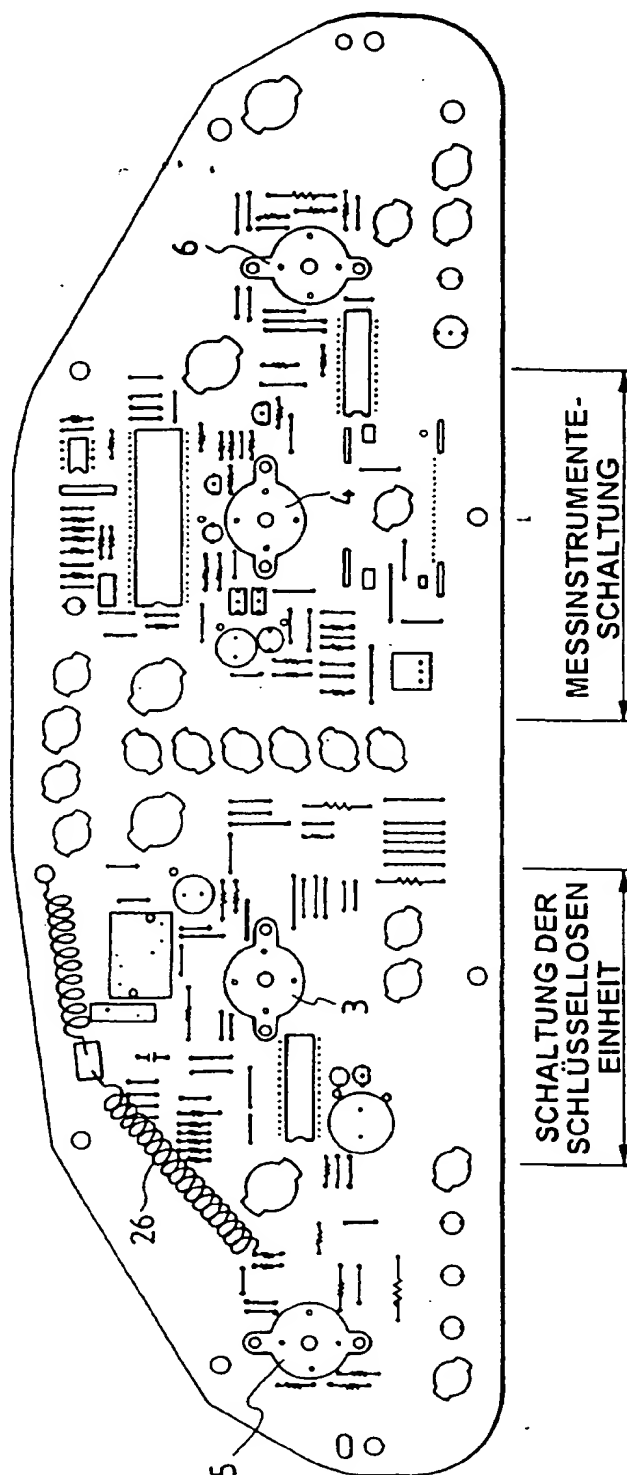 6
4
26
3
5
MESSINSTRUMENTE-
SCHALTUNG
SCHALTUNG DER
SCHLÜSSELLOSEN
EINHEIT